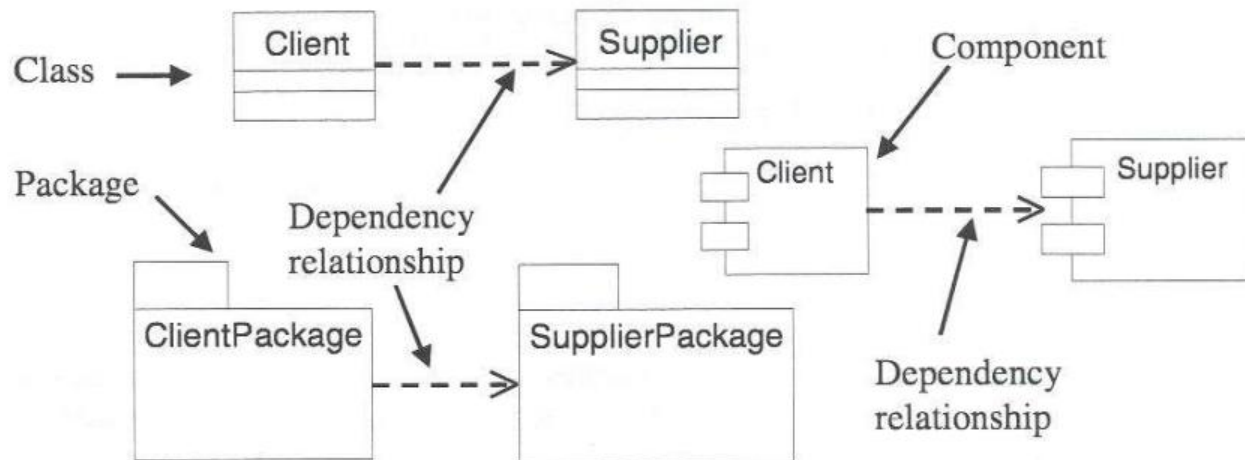 Class
Client
Supplier
Component
Package
Dependency
relationship
Client
Supplier
ClientPackage
SupplierPackage
Dependency
relationship